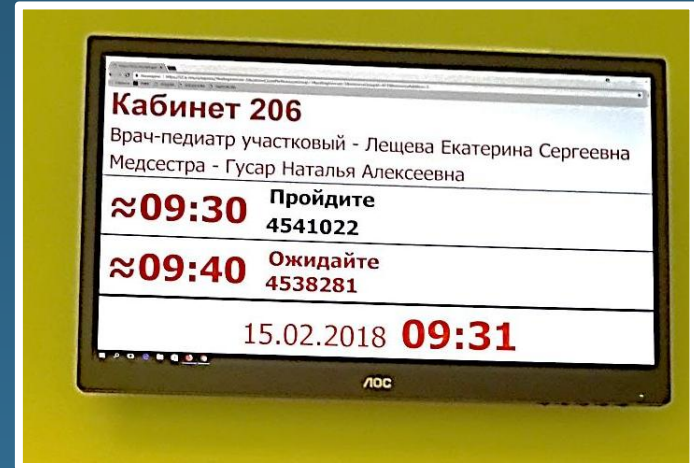 Кабинет 206
Врач-педиатр участковый - Лещева Екатерина Сергеевна
Медсестра - Гусар Наталья Алексеевна
≈09:30 Пройдите
4541022
≈09:40 Ожидайте
4538281
15.02.2018 09:31
AOC